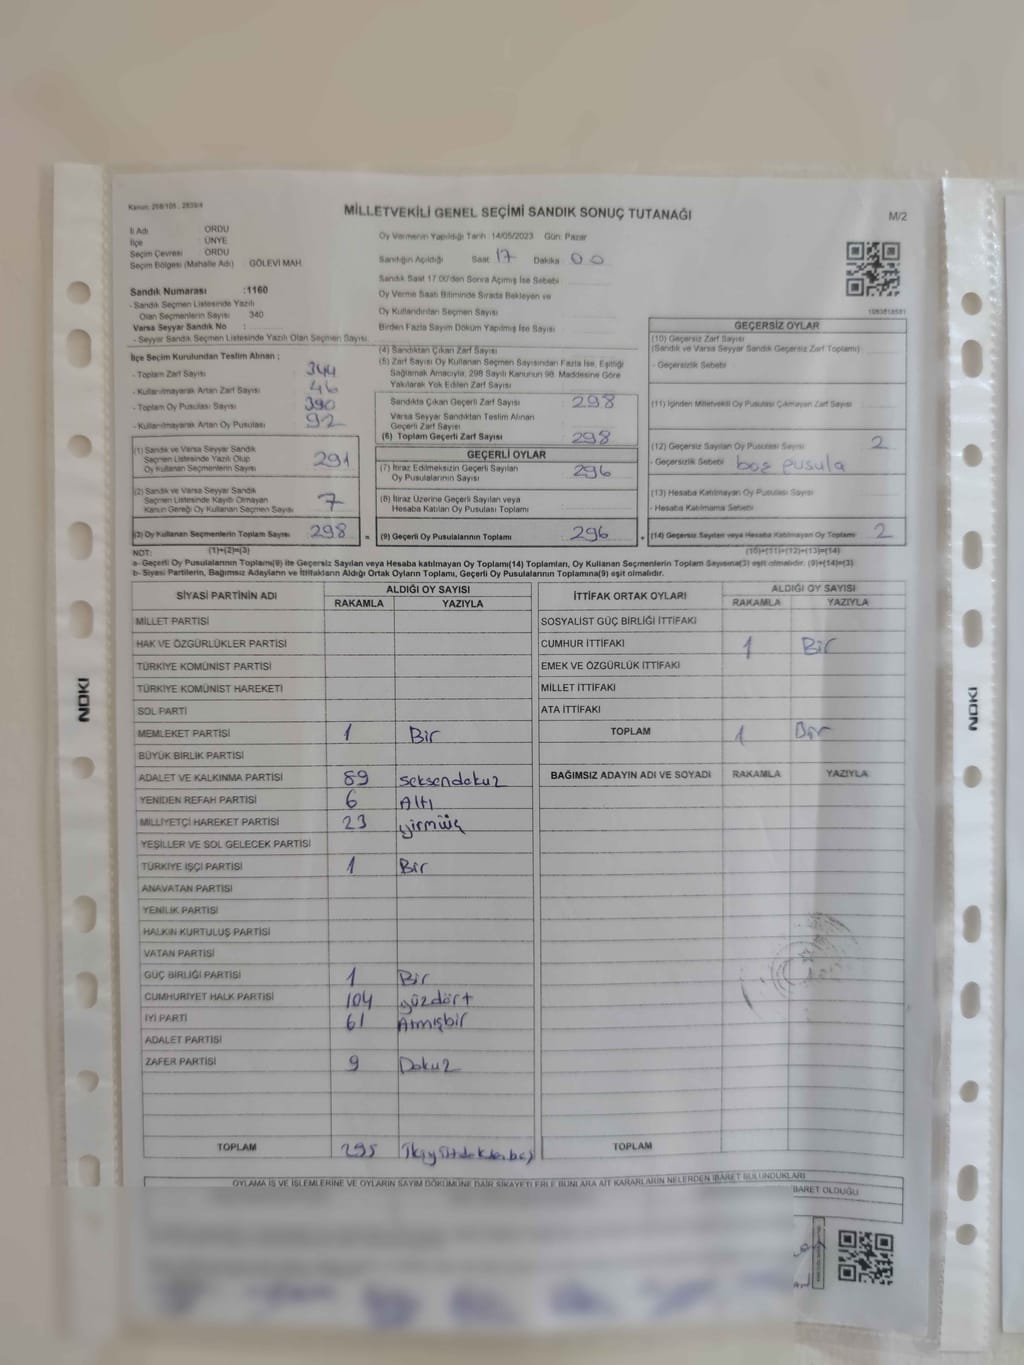 Kanun: 298/105 , 2839/4
MİLLETVEKİLİ GENEL SEÇİMİ SANDIK SONUÇ TUTANAĞI
M/2
İl Adı ORDU
İlçe ÜNYE
Seçim Çevresi ORDU
Seçim Bölgesi (Mahalle Adı) GÖLEVİ MAH.
Oy Vermenin Yapıldığı Tarih: 14/05/2023 Gün: Pazar
Sandığın Açıldığı Saat 17 Dakika 00
Sandık Saat 17:00'den Sonra Açılmış İse Sebebi
Oy Verme Saati Bitiminde Sırada Bekleyen ve
Oy Kullandırılan Seçmen Sayısı
Birden Fazla Sayım Döküm Yapılmış İse Sayısı
Sandık Numarası :1160
- Sandık Seçmen Listesinde Yazılı
Olan Seçmenlerin Sayısı 340
Varsa Seyyar Sandık No :
- Seyyar Sandık Seçmen Listesinde Yazılı Olan Seçmen Sayısı
İlçe Seçim Kurulundan Teslim Alınan ;
- Toplam Zarf Sayısı 344
- Kullanılmayarak Artan Zarf Sayısı 46
- Toplam Oy Pusulası Sayısı 390
- Kullanılmayarak Artan Oy Pusulası 92
(1) Sandık ve Varsa Seyyar Sandık
Seçmen Listesinde Yazılı Olup
Oy Kullanan Seçmenlerin Sayısı 291
(2) Sandık ve Varsa Seyyar Sandık
Seçmen Listesinde Kayıtlı Olmayan
Kanun Gereği Oy Kullanan Seçmen Sayısı 7
(3) Oy Kullanan Seçmenlerin Toplam Sayısı 298 =
(4) Sandıktan Çıkan Zarf Sayısı
(5) Zarf Sayısı Oy Kullanan Seçmen Sayısından Fazla İse, Eşitliği
Sağlamak Amacıyla, 298 Sayılı Kanunun 98. Maddesine Göre
Yakılarak Yok Edilen Zarf Sayısı
Sandıkta Çıkan Geçerli Zarf Sayısı 298
Varsa Seyyar Sandıktan Teslim Alınan
Geçerli Zarf Sayısı
(6) Toplam Geçerli Zarf Sayısı 298
GEÇERLİ OYLAR
(7) İtiraz Edilmeksizin Geçerli Sayılan
Oy Pusulalarının Sayısı 296
(8) İtiraz Üzerine Geçerli Sayılan veya
Hesaba Katılan Oy Pusulası Toplamı
(9) Geçerli Oy Pusulalarının Toplamı 296 +
GEÇERSİZ OYLAR
(10) Geçersiz Zarf Sayısı
(Sandık ve Varsa Seyyar Sandık Geçersiz Zarf Toplamı)
- Geçersizlik Sebebi
(11) İçinden Milletvekili Oy Pusulası Çıkmayan Zarf Sayısı
(12) Geçersiz Sayılan Oy Pusulası Sayısı 2
- Geçersizlik Sebebi boş pusula
(13) Hesaba Katılmayan Oy Pusulası Sayısı
- Hesaba Katılmama Sebebi
(14) Geçersiz Sayılan veya Hesaba Katılmayan Oy Toplamı 2
NOT: (1)+(2)=(3) (10)+(11)+(12)+(13)=(14)
a- Geçerli Oy Pusulalarının Toplamı(9) ile Geçersiz Sayılan veya Hesaba katılmayan Oy Toplamı(14) Toplamları, Oy Kullanan Seçmenlerin Toplam Sayısına(3) eşit olmalıdır. (9)+(14)=(3)
b- Siyasi Partilerin, Bağımsız Adayların ve İttifakların Aldığı Ortak Oyların Toplamı, Geçerli Oy Pusulalarının Toplamına(9) eşit olmalıdır.
SİYASİ PARTİNİN ADI ALDIĞI OY SAYISI
RAKAMLA YAZIYLA
MİLLET PARTİSİ
HAK VE ÖZGÜRLÜKLER PARTİSİ
TÜRKİYE KOMÜNİST PARTİSİ
TÜRKİYE KOMÜNİST HAREKETİ
SOL PARTİ
MEMLEKET PARTİSİ 1 Bir
BÜYÜK BİRLİK PARTİSİ
ADALET VE KALKINMA PARTİSİ 89 seksendokuz
YENİDEN REFAH PARTİSİ 6 Altı
MİLLİYETÇİ HAREKET PARTİSİ 23 yirmüç
YEŞİLLER VE SOL GELECEK PARTİSİ
TÜRKİYE İŞÇİ PARTİSİ 1 Bir
ANAVATAN PARTİSİ
YENİLİK PARTİSİ
HALKIN KURTULUŞ PARTİSİ
VATAN PARTİSİ
GÜÇ BİRLİĞİ PARTİSİ 1 Bir
CUMHURİYET HALK PARTİSİ 104 yüzdört
İYİ PARTİ 61 Atmışbir
ADALET PARTİSİ
ZAFER PARTİSİ 9 Dokuz
TOPLAM 295
İTTİFAK ORTAK OYLARI ALDIĞI OY SAYISI
RAKAMLA YAZIYLA
SOSYALİST GÜÇ BİRLİĞİ İTTİFAKI
CUMHUR İTTİFAKI 1 Bir
EMEK VE ÖZGÜRLÜK İTTİFAKI
MİLLET İTTİFAKI
ATA İTTİFAKI
TOPLAM 1 Bir
BAĞIMSIZ ADAYIN ADI VE SOYADI RAKAMLA YAZIYLA
TOPLAM
OYLAMA İŞ VE İŞLEMLERİNE VE OYLARIN SAYIM DÖKÜMÜNE DAİR ŞİKAYETLERLE BUNLARA AİT KARARLARIN NELERDEN İBARET BULUNDUKLARI
BARET OLDUĞU
NOKI
NOKI